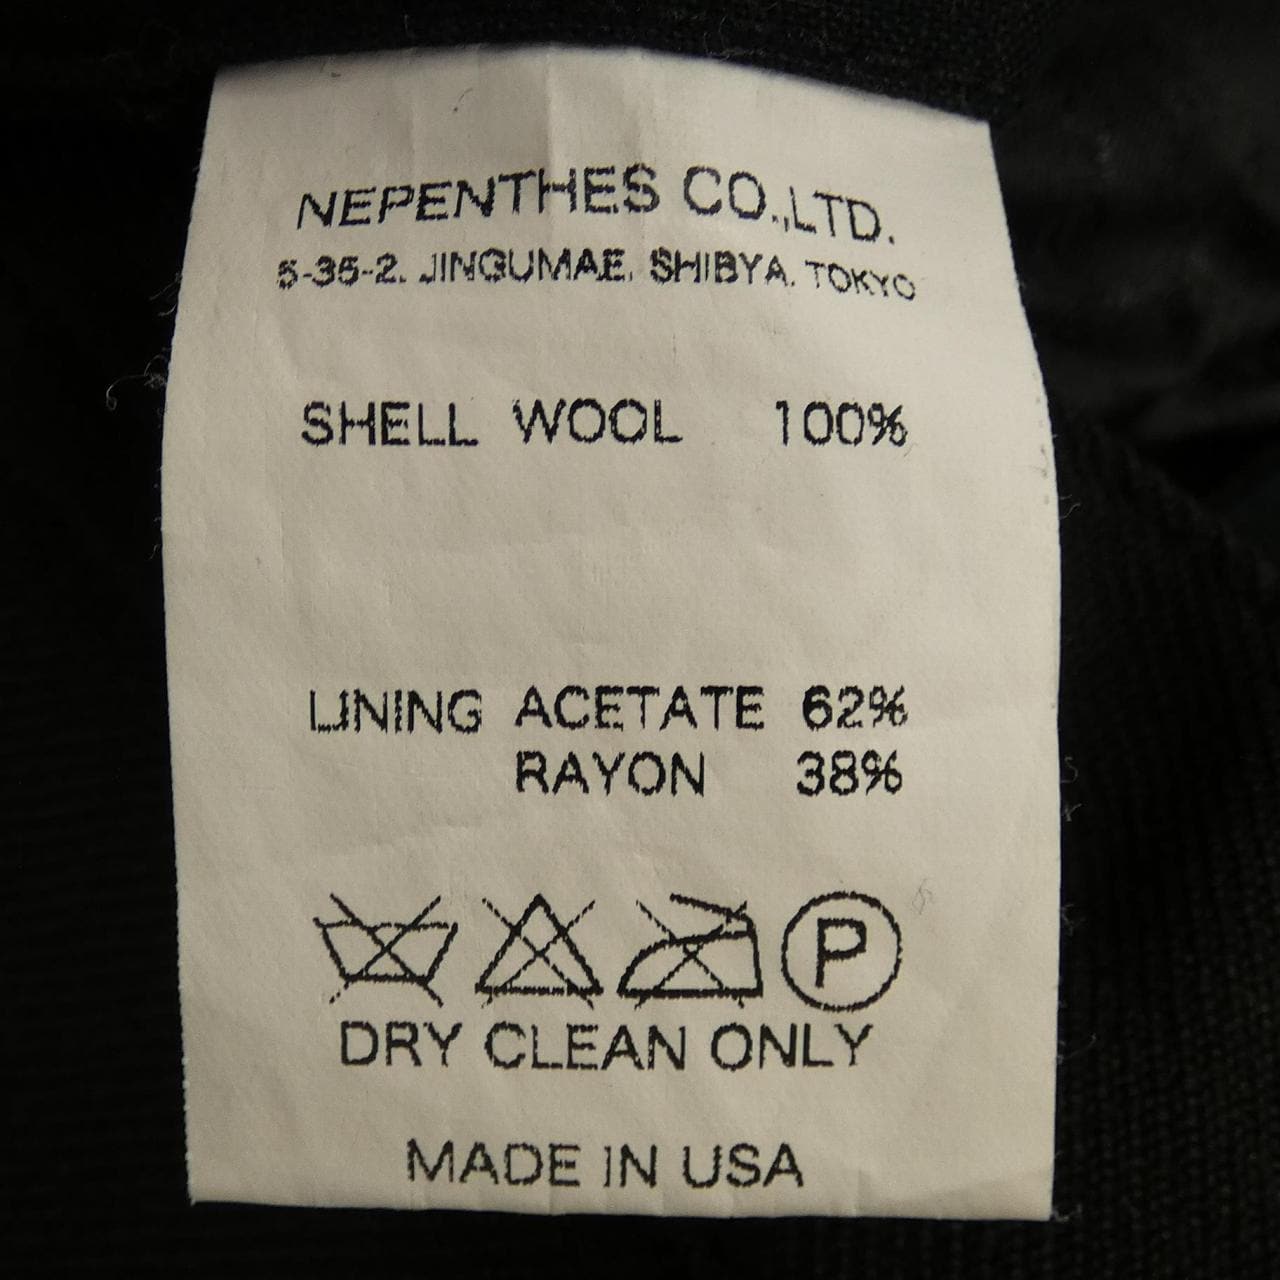 NEPENTHES CO.,LTD.
5-35-2. JINGUMAE. SHIBYA. TOKYO
SHELL WOOL 100%
LINING ACETATE 62%
RAYON 38%
P
DRY CLEAN ONLY
MADE IN USA